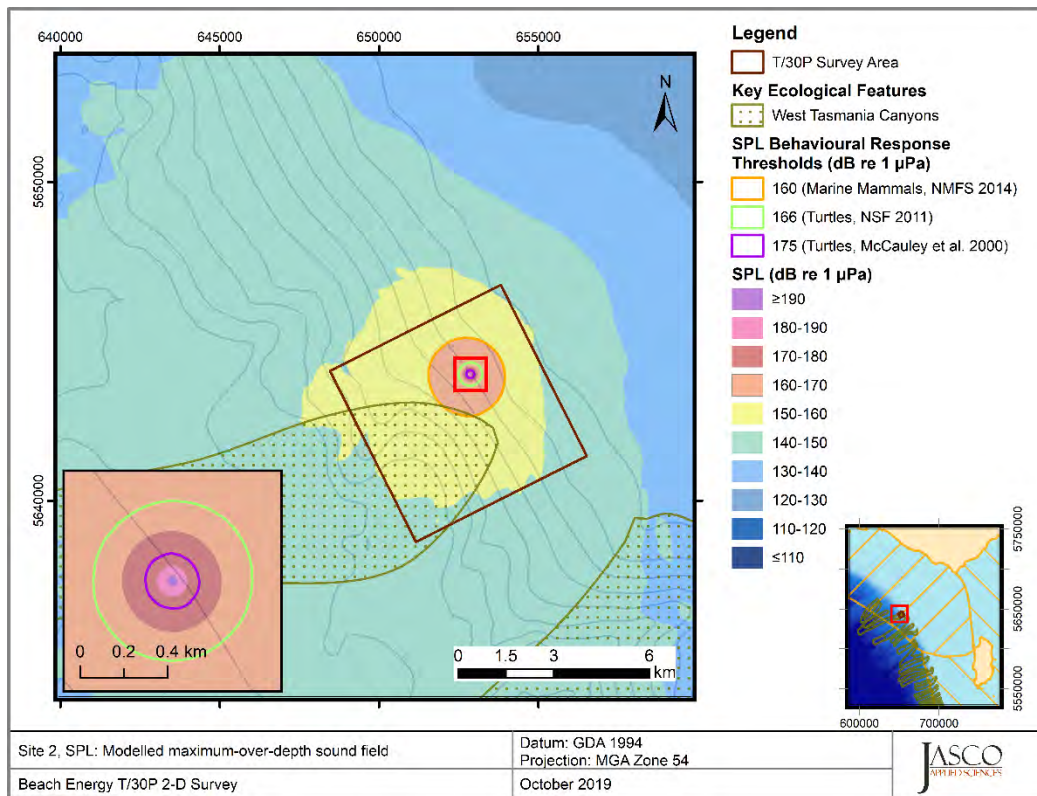 640000 645000 650000 655000
5650000
5640000
N
0 0.2 0.4 km
0 1.5 3 6
km
Legend
T/30P Survey Area
Key Ecological Features
West Tasmania Canyons
SPL Behavioural Response
Thresholds (dB re 1 µPa)
160 (Marine Mammals, NMFS 2014)
166 (Turtles, NSF 2011)
175 (Turtles, McCauley et al. 2000)
SPL (dB re 1 µPa)
≥190
180-190
170-180
160-170
150-160
140-150
130-140
120-130
110-120
≤110
5750000
5650000
5550000
600000 700000
Site 2, SPL: Modelled maximum-over-depth sound field
Datum: GDA 1994
Projection: MGA Zone 54
Beach Energy T/30P 2-D Survey
October 2019
JASCO
APPLIED SCIENCES